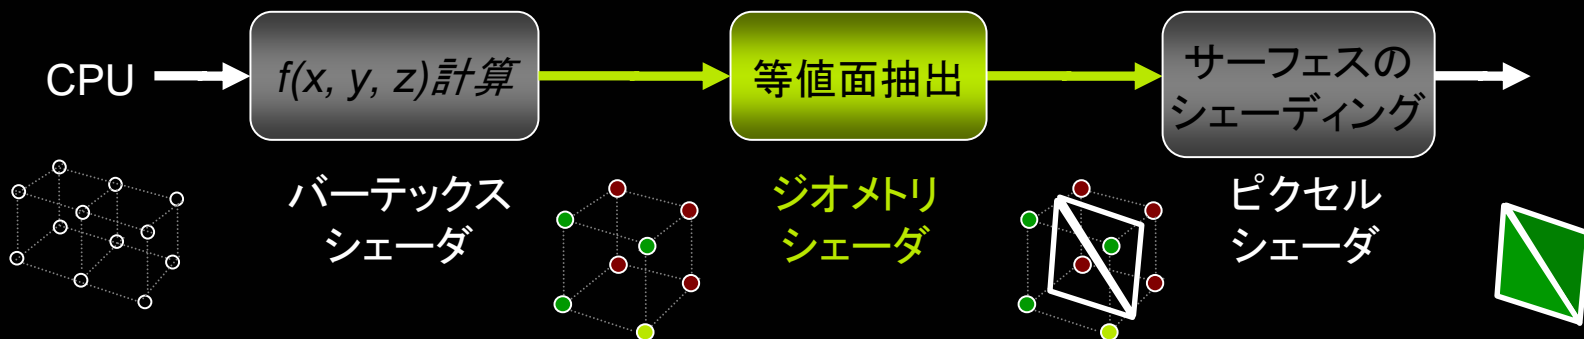 CPU
f(x, y, z)計算
等値面抽出
サーフェスの
シェーディング
バーテックス
シェーダ
ジオメトリ
シェーダ
ピクセル
シェーダ